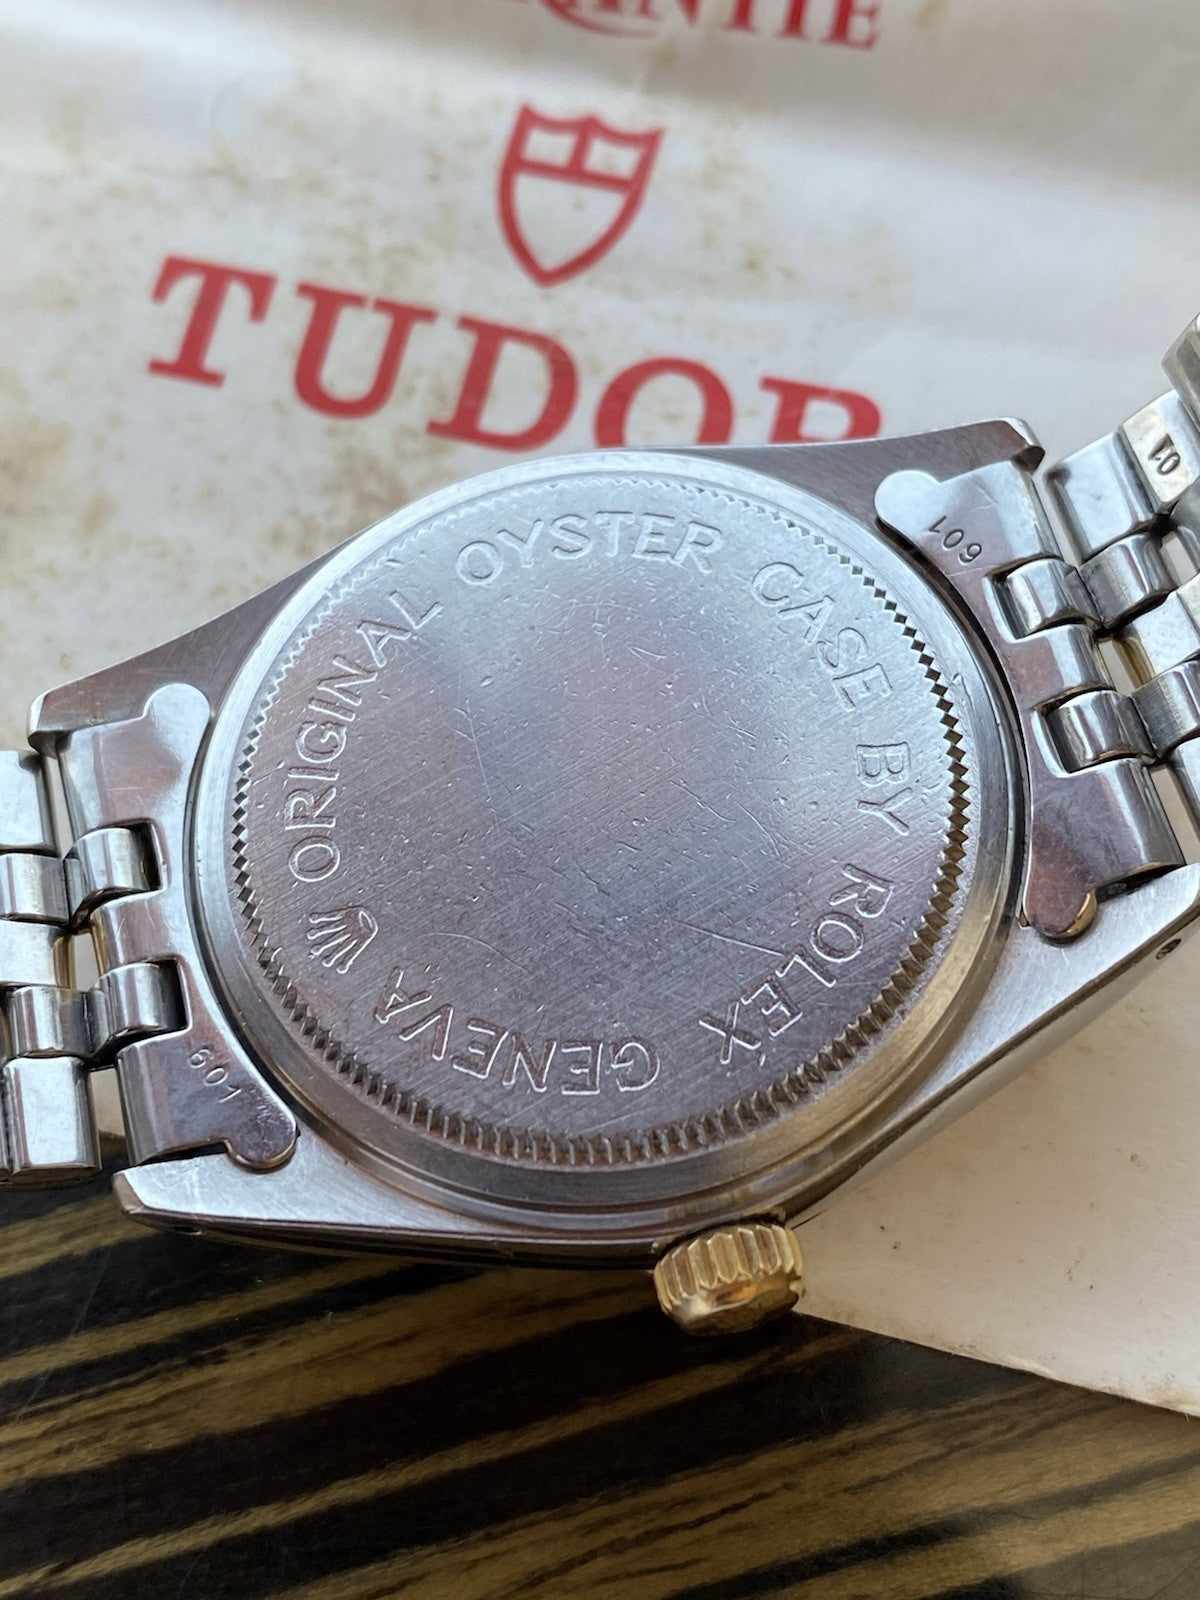 TUDOR
ORIGINAL OYSTER CASE BY ROLEX GENEVA
601
601